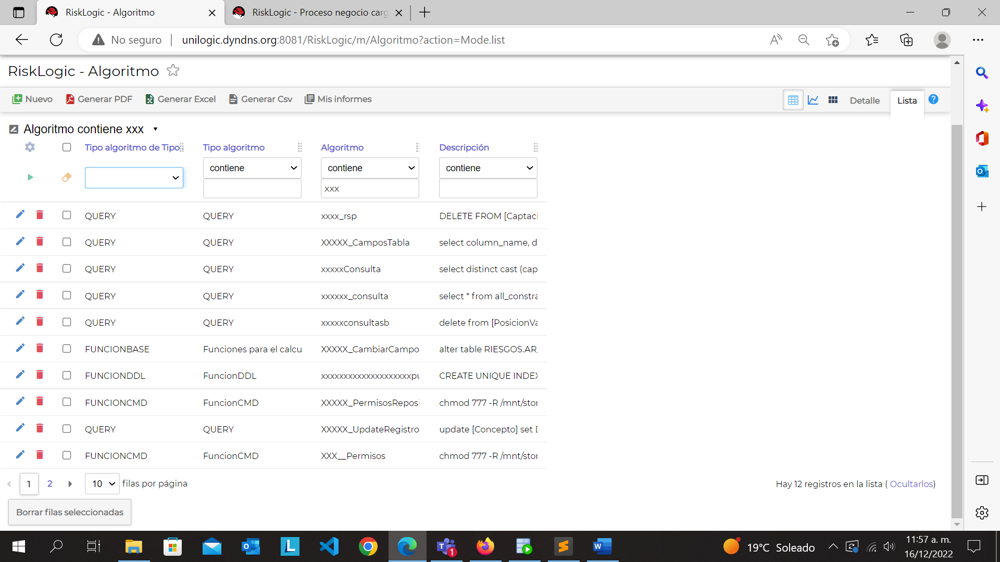 RiskLogic - Algoritmo
RiskLogic - Proceso negocio carg
No seguro
unilogic.dyndns.org:8081/RiskLogic/m/Algoritmo?action=Mode.list
RiskLogic - Algoritmo
Nuevo Generar PDF Generar Excel Generar Csv Mis informes Detalle Lista
Algoritmo contiene xxx
Tipo algoritmo de Tipo Tipo algoritmo Algoritmo Descripción
contiene contiene contiene
xxx
QUERY QUERY xxxx_rsp DELETE FROM [Captaci
QUERY QUERY XXXXX_CamposTabla select column_name, d
QUERY QUERY xxxxxConsulta select distinct cast (cap
QUERY QUERY xxxxxx_consulta select * from all_constra
QUERY QUERY xxxxxconsultasb delete from [PosicionVa
FUNCIONBASE Funciones para el calcu XXXXX_CambiarCampo alter table RIESGOS.AR_
FUNCIONDDL FuncionDDL xxxxxxxxxxxxxxxxxxxxpu CREATE UNIQUE INDEX
FUNCIONCMD FuncionCMD XXXXX_PermisosReposi chmod 777 -R /mnt/stor
QUERY QUERY XXXXX_UpdateRegistro update [Concepto] set D
FUNCIONCMD FuncionCMD XXX__Permisos chmod 777 -R /mnt/stor
1 2 10 filas por página
Hay 12 registros en la lista ( Ocultarlos)
Borrar filas seleccionadas
19°C Soleado
11:57 a. m.
16/12/2022